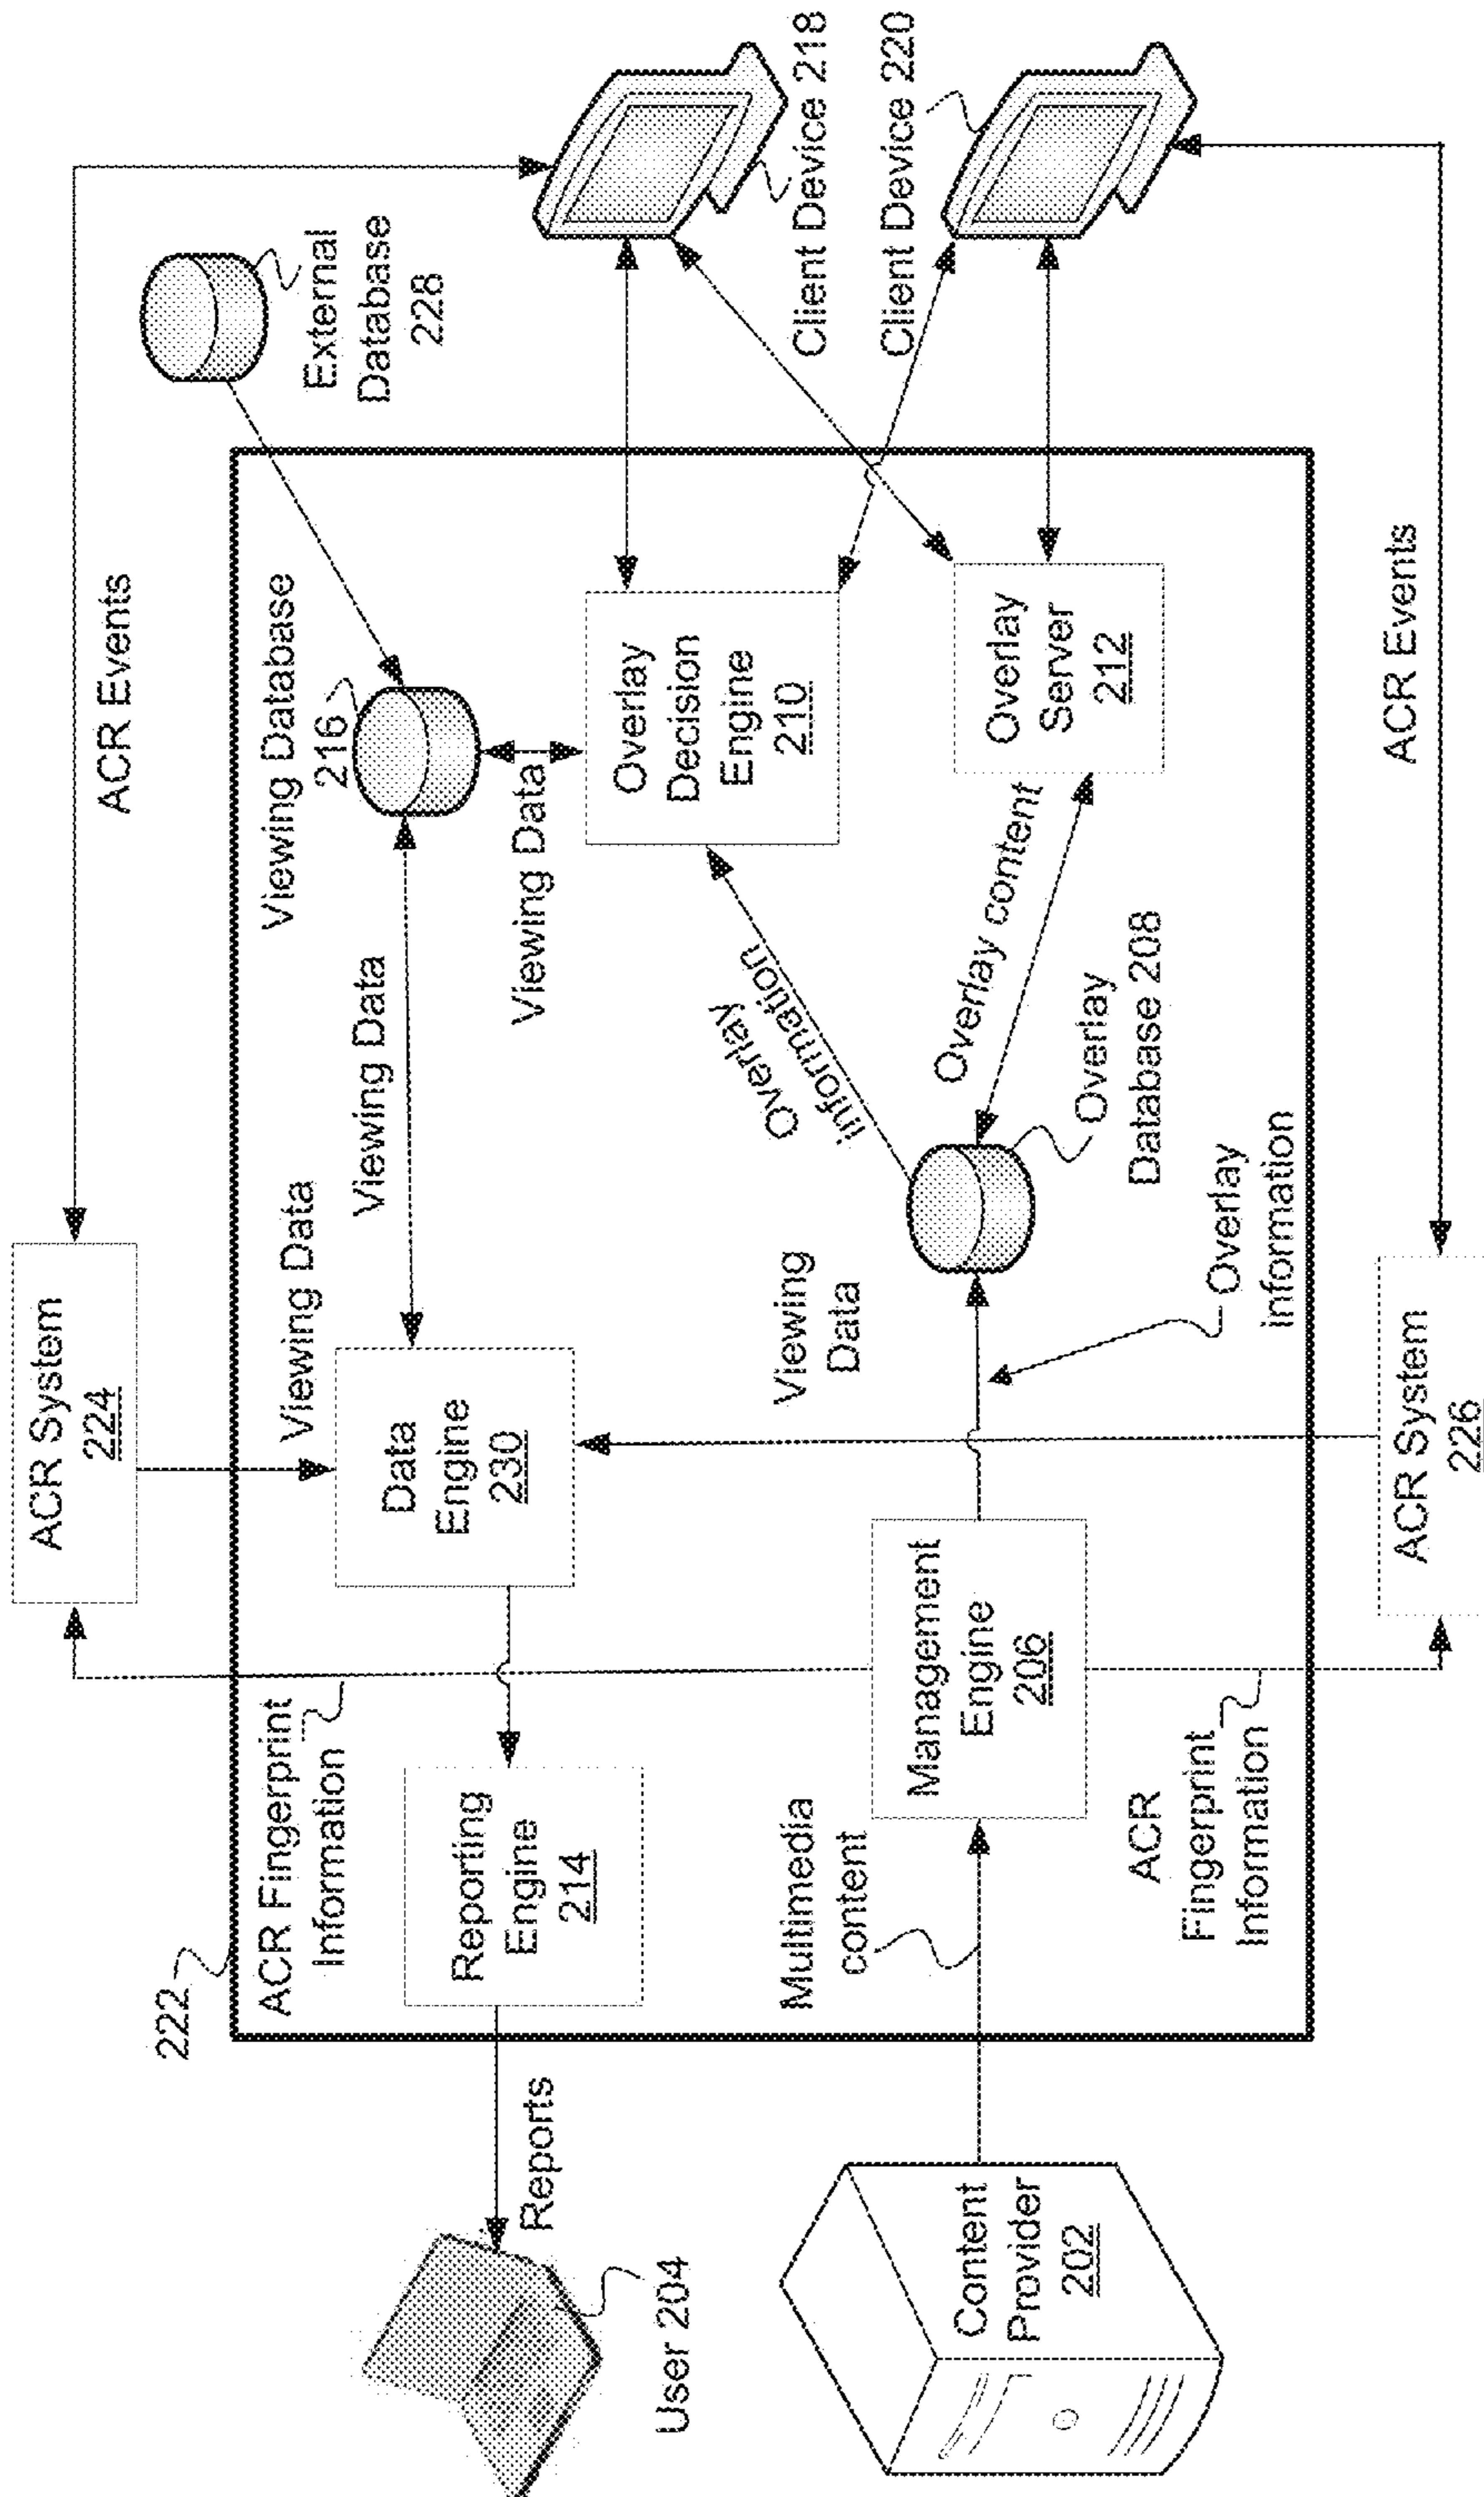 ACR System
224
ACR Events
222
ACR Fingerprint
Information
Viewing Data
Viewing Data
Viewing Database
216
External
Database
228
User 204
Reports
Reporting
Engine
214
Data
Engine
230
Viewing Data
Overlay
Decision
Engine
210
Client Device 218
Overlay
information
Viewing
Data
Content
Provider
202
Multimedia
content
Management
Engine
206
Overlay content
Overlay
Database 208
Overlay
Server
212
Client Device 220
ACR
Fingerprint
Information
Overlay
information
ACR System
226
ACR Events